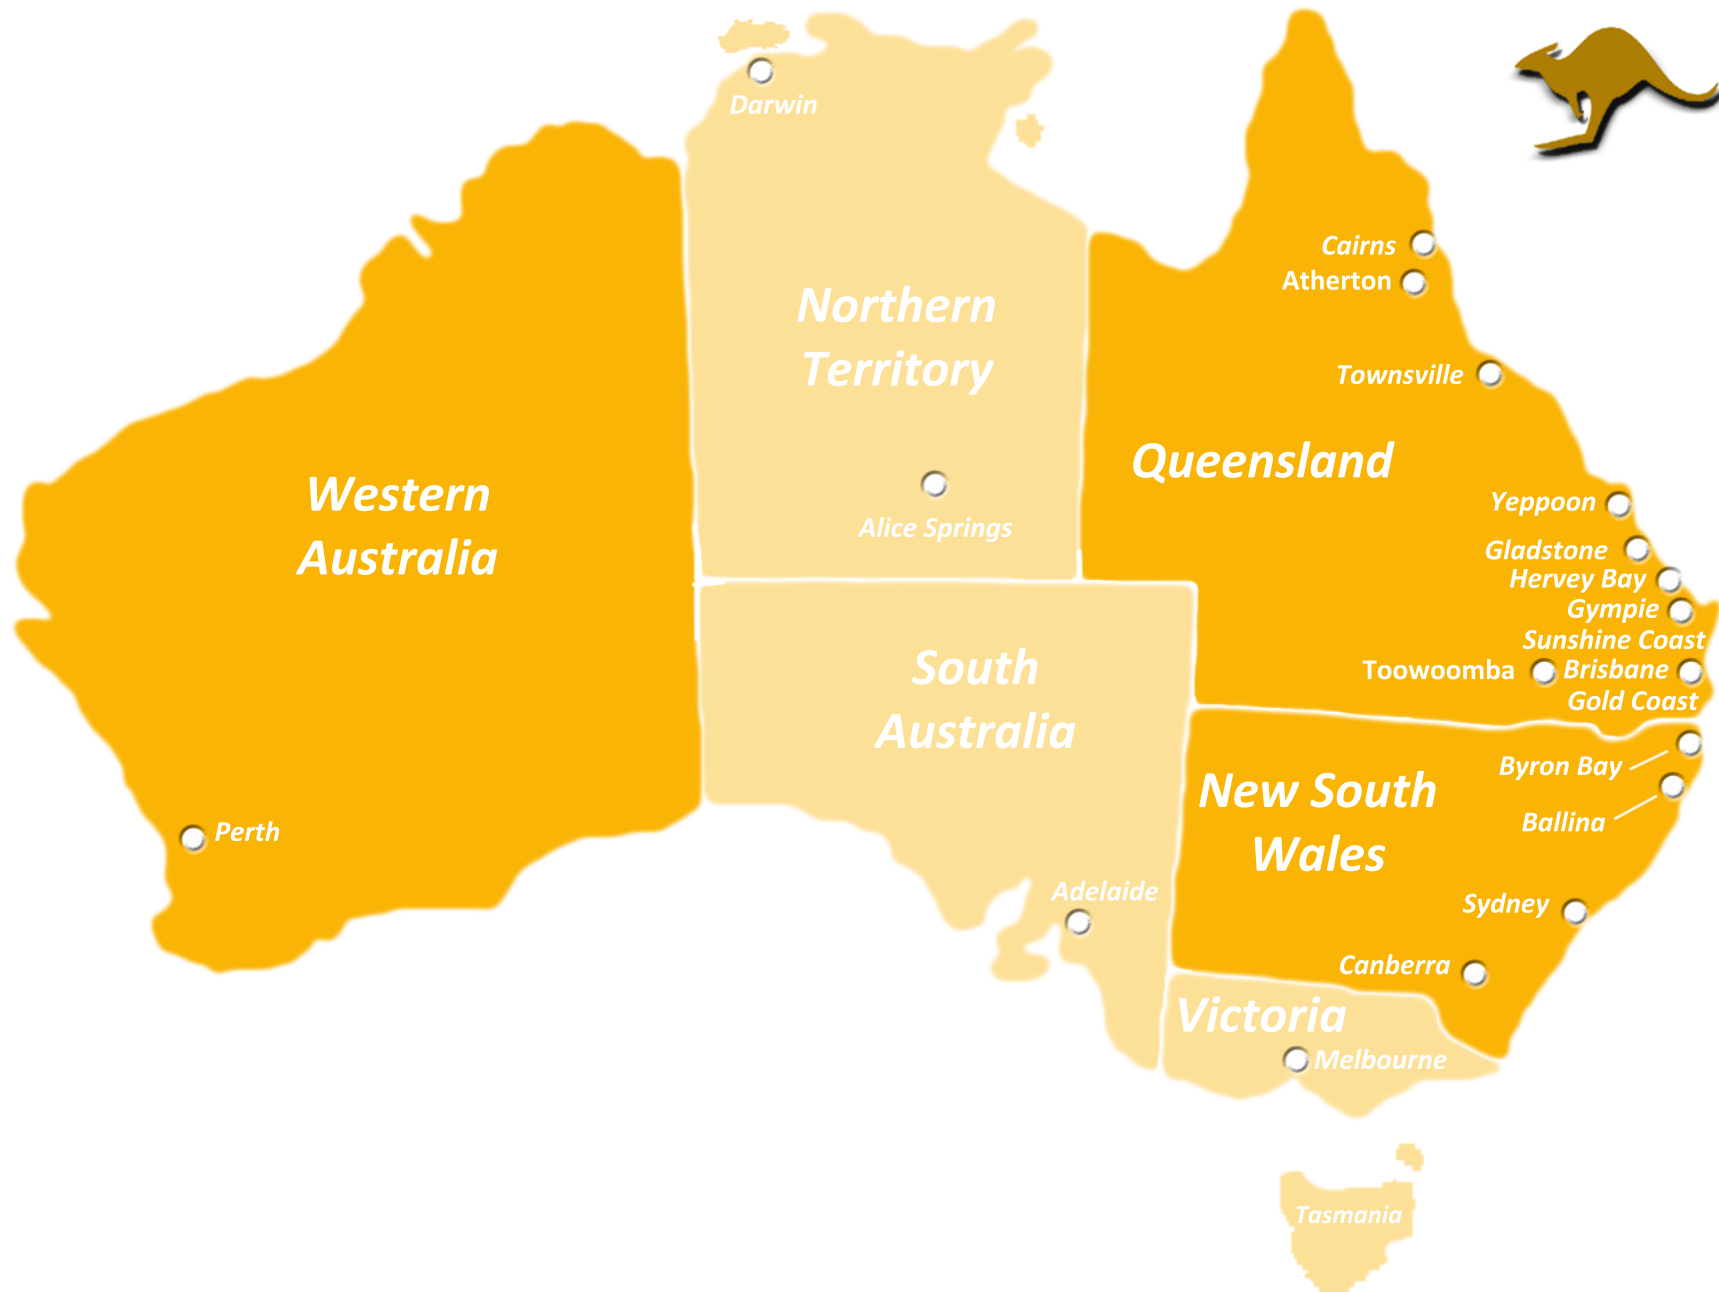 Darwin
Cairns
Atherton
Northern
Territory
Townsville
Queensland
Western
Australia
Yeppoon
Alice Springs
Gladstone
Hervey Bay
Gympie
Sunshine Coast
South
Australia
Toowoomba
Brisbane
Gold Coast
Byron Bay
New South
Wales
Ballina
Perth
Adelaide
Sydney
Canberra
Victoria
Melbourne
Tasmania